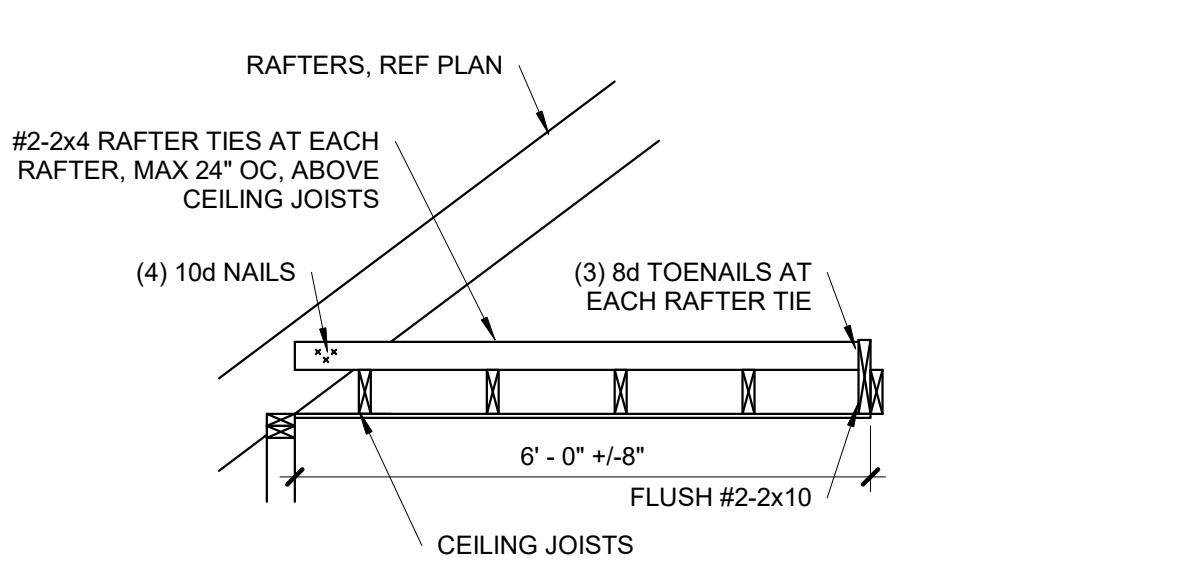 RAFTERS, REF PLAN
#2-2x4 RAFTER TIES AT EACH
RAFTER, MAX 24" OC, ABOVE
CEILING JOISTS
(4) 10d NAILS
(3) 8d TOENAILS AT
EACH RAFTER TIE
6' - 0" +/-8"
FLUSH #2-2x10
CEILING JOISTS